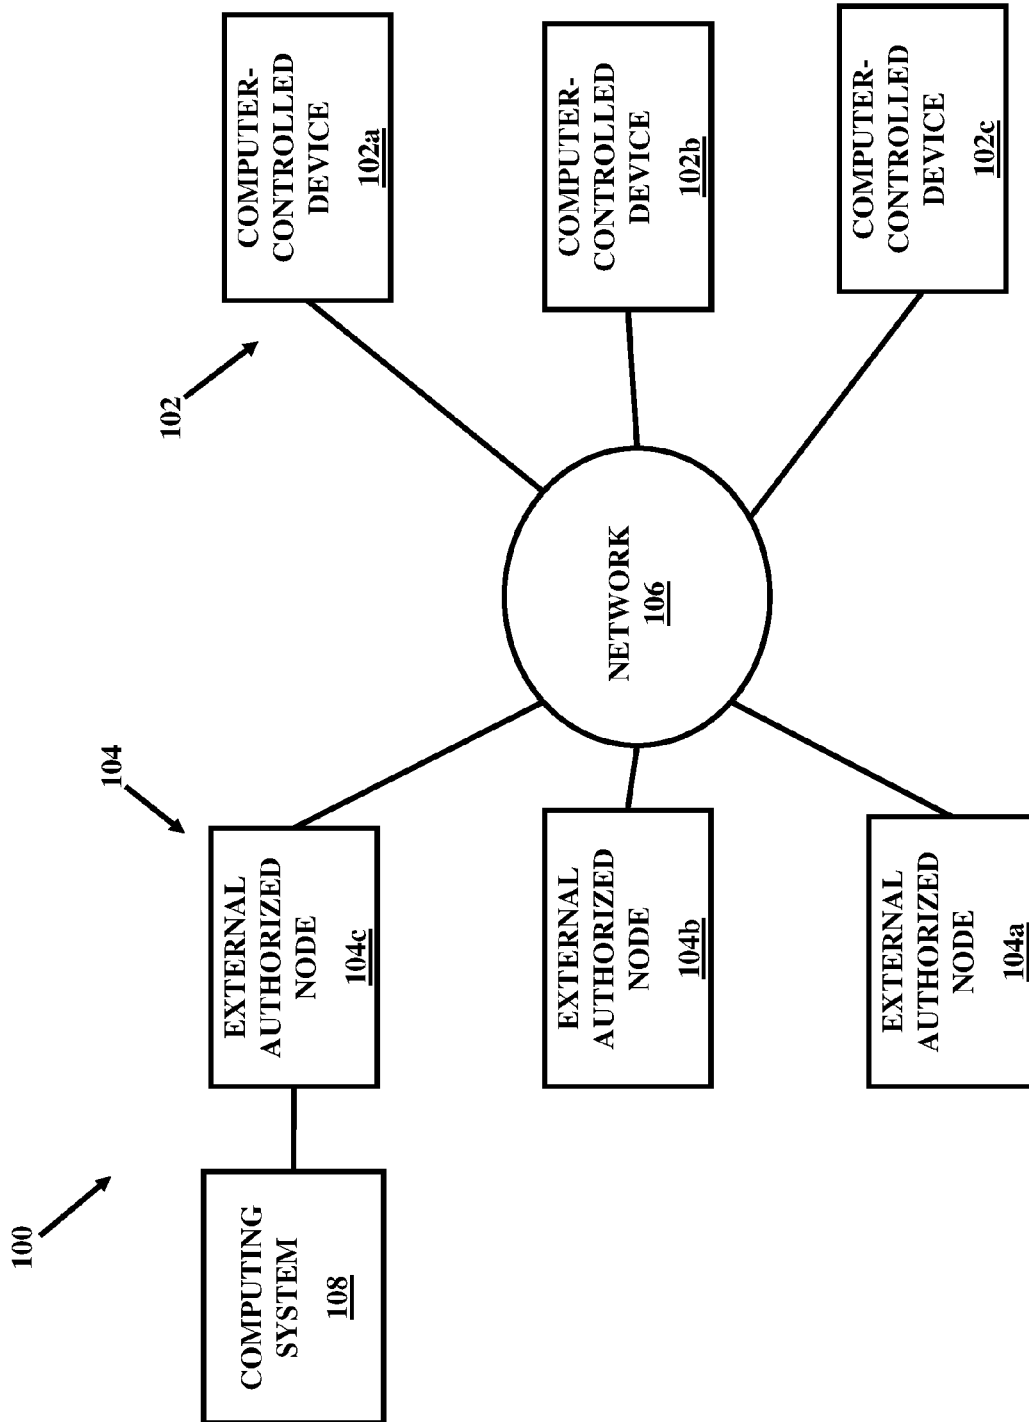 100
104
102
COMPUTING
SYSTEM
108
EXTERNAL
AUTHORIZED
NODE
104c
COMPUTER-
CONTROLLED
DEVICE
102a
EXTERNAL
AUTHORIZED
NODE
104b
NETWORK
106
COMPUTER-
CONTROLLED
DEVICE
102b
EXTERNAL
AUTHORIZED
NODE
104a
COMPUTER-
CONTROLLED
DEVICE
102c